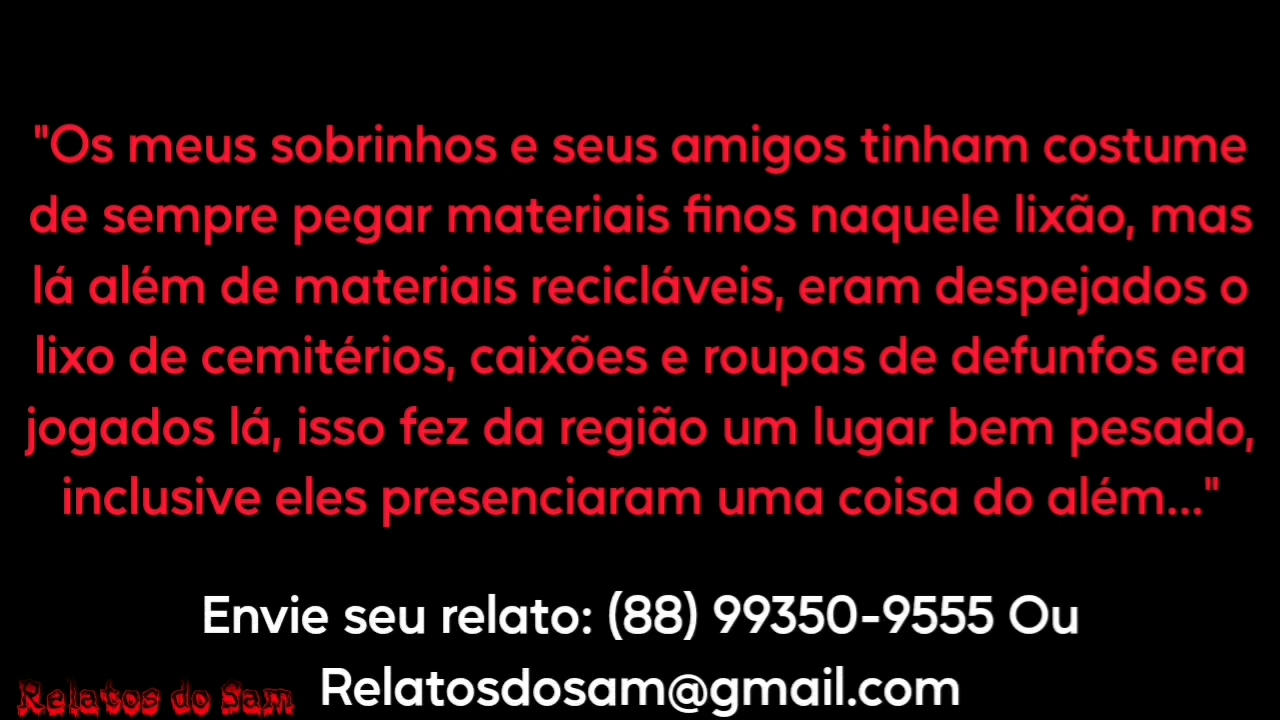 "Os meus sobrinhos e seus amigos tinham costume
de sempre pegar materiais finos naquele lixão, mas
lá além de materiais recicláveis, eram despejados o
lixo de cemitérios, caixões e roupas de defunfos era
jogados lá, isso fez da região um lugar bem pesado,
inclusive eles presenciaram uma coisa do além..."
Envie seu relato: (88) 99350-9555 Ou
Relatosdosam@gmail.com
Relatos do Sam